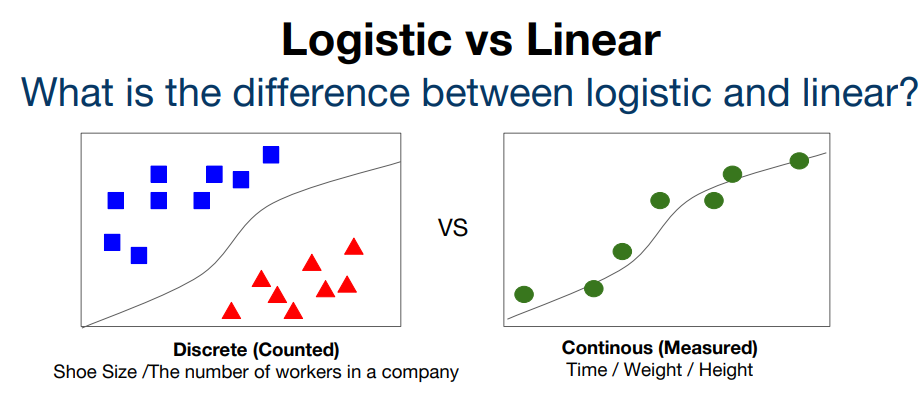 Logistic vs Linear
What is the difference between logistic and linear?
VS
Discrete (Counted)
Shoe Size /The number of workers in a company
Continous (Measured)
Time / Weight / Height